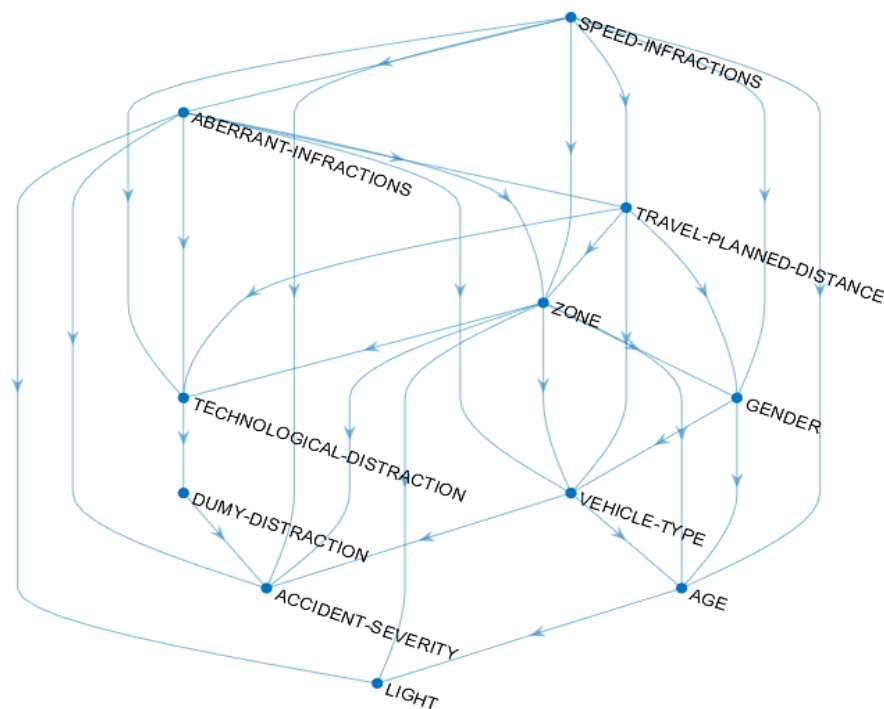 SPEED-INFRACTIONS
ABERRANT-INFRACTIONS
TRAVEL-PLANNED-DISTANCE
ZONE
TECHNOLOGICAL-DISTRACTION
GENDER
DUMY-DISTRACTION
VEHICLE-TYPE
ACCIDENT-SEVERITY
AGE
LIGHT